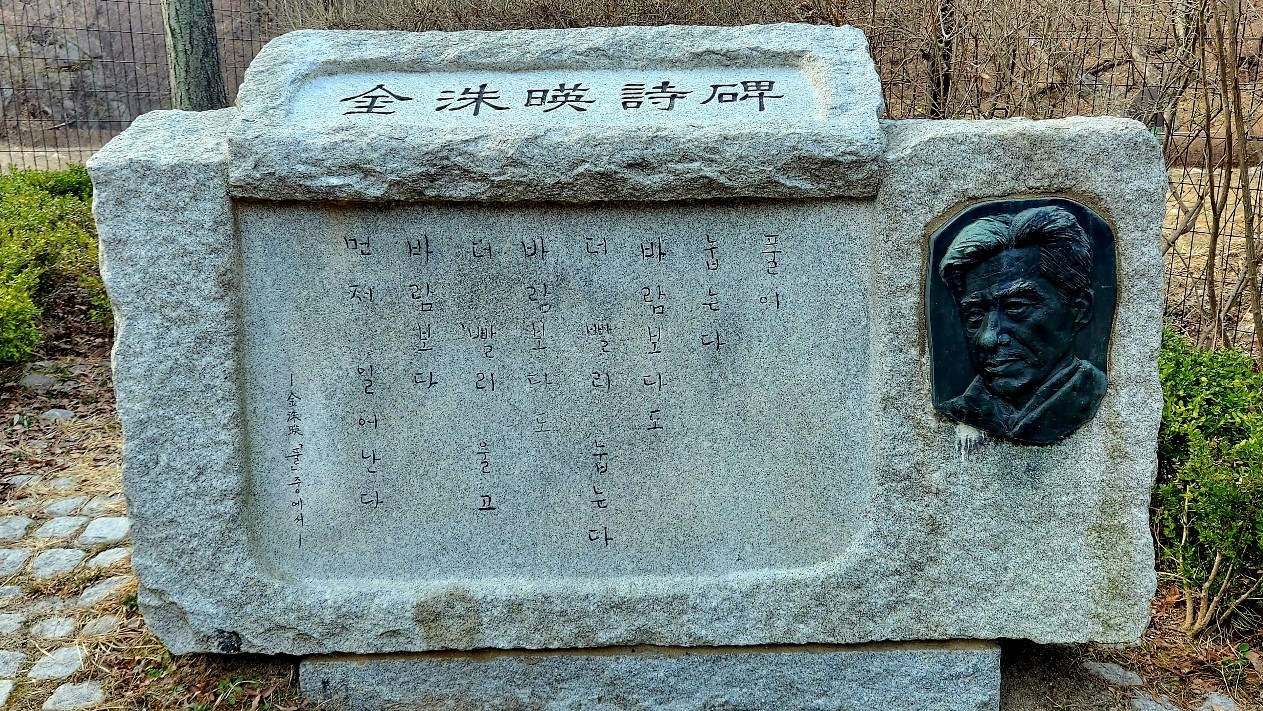 金洙暎詩碑
풀이
눕는다
바람보다도
더 빨리 눕는다
바람보다도
더 빨리 울고
바람보다
먼저 일어난다
ㅡ金洙暎 「풀」 중에서ㅡ